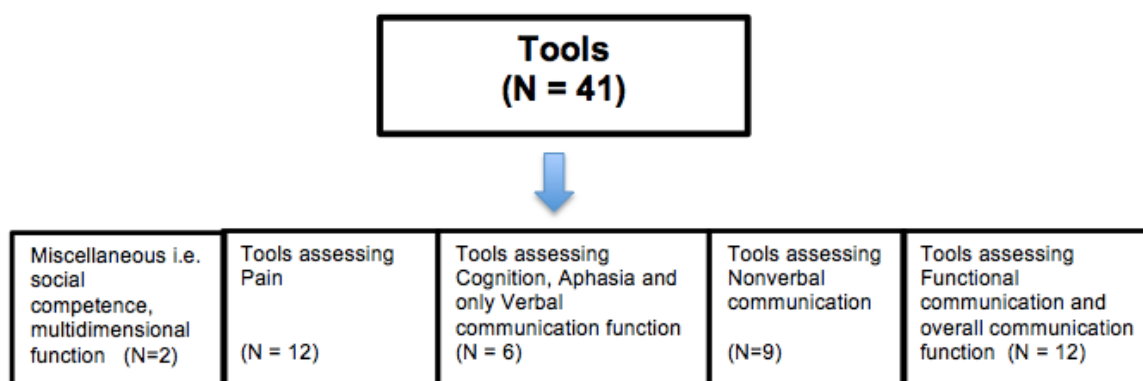 Tools
(N = 41)
Miscellaneous i.e.
social
competence,
multidimensional
function (N=2)
Tools assessing
Pain
(N = 12)
Tools assessing
Cognition, Aphasia and
only Verbal
communication function
(N = 6)
Tools assessing
Nonverbal
communication
(N=9)
Tools assessing
Functional
communication and
overall communication
function (N = 12)